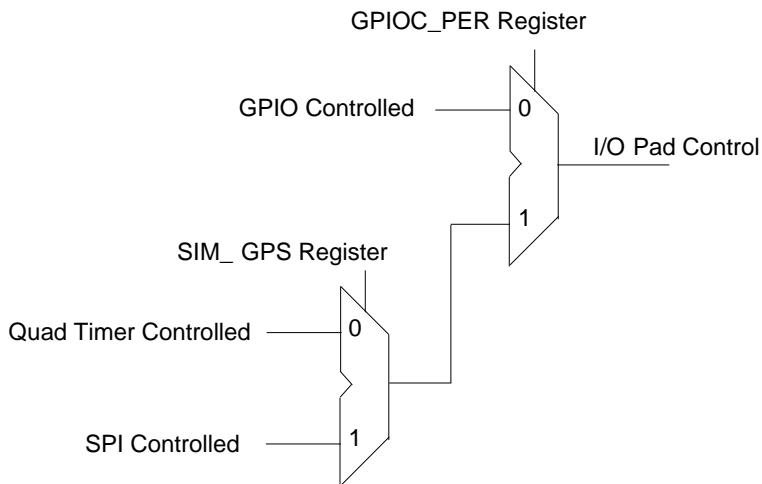 GPIOC_PER Register
GPIO Controlled
0
I/O Pad Control
1
SIM_ GPS Register
Quad Timer Controlled
0
SPI Controlled
1